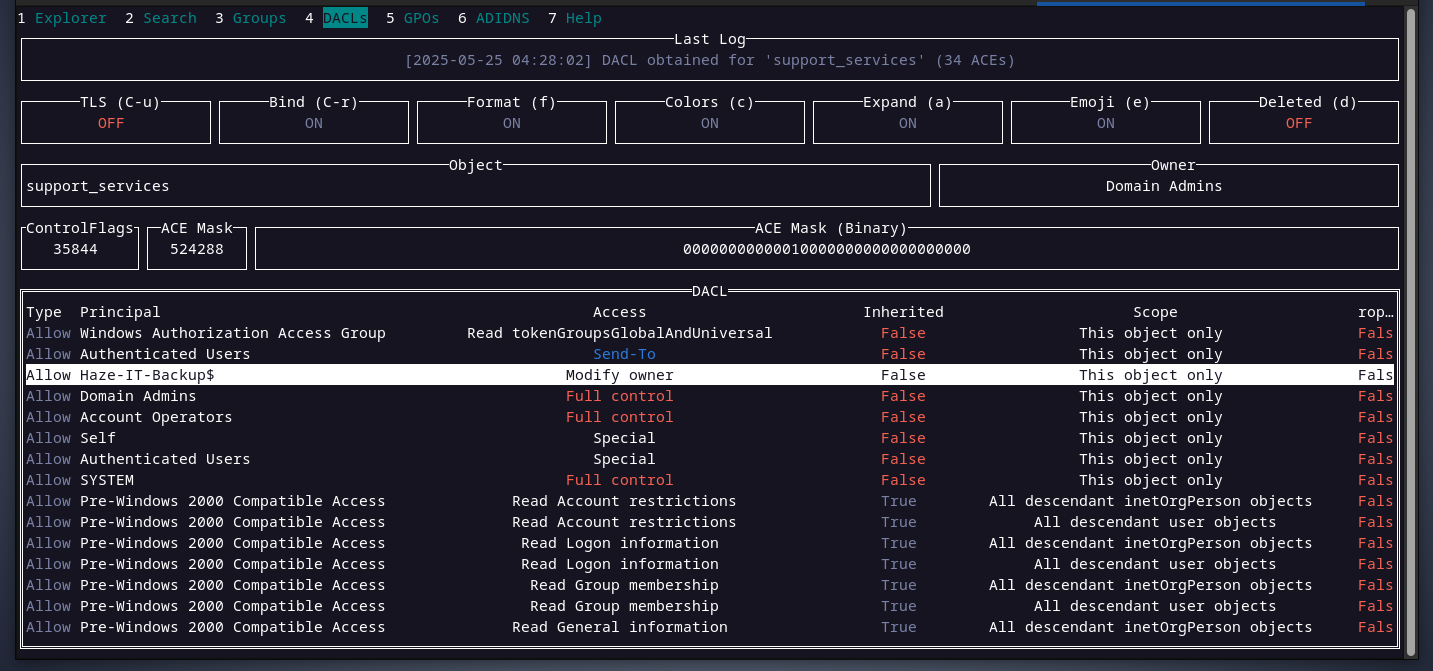 1 Explorer 2 Search 3 Groups 4 DACLs 5 GPOs 6 ADIDNS 7 Help
Last Log
[2025-05-25 04:28:02] DACL obtained for 'support_services' (34 ACEs)
TLS (C-u) Bind (C-r) Format (f) Colors (c) Expand (a) Emoji (e) Deleted (d)
OFF ON ON ON ON ON OFF
Object Owner
support_services Domain Admins
ControlFlags ACE Mask ACE Mask (Binary)
35844 524288 00000000000010000000000000000000
DACL
Type Principal Access Inherited Scope rop…
Allow Windows Authorization Access Group Read tokenGroupsGlobalAndUniversal False This object only Fals
Allow Authenticated Users Send-To False This object only Fals
Allow Haze-IT-Backup$ Modify owner False This object only Fals
Allow Domain Admins Full control False This object only Fals
Allow Account Operators Full control False This object only Fals
Allow Self Special False This object only Fals
Allow Authenticated Users Special False This object only Fals
Allow SYSTEM Full control False This object only Fals
Allow Pre-Windows 2000 Compatible Access Read Account restrictions True All descendant inetOrgPerson objects Fals
Allow Pre-Windows 2000 Compatible Access Read Account restrictions True All descendant user objects Fals
Allow Pre-Windows 2000 Compatible Access Read Logon information True All descendant inetOrgPerson objects Fals
Allow Pre-Windows 2000 Compatible Access Read Logon information True All descendant user objects Fals
Allow Pre-Windows 2000 Compatible Access Read Group membership True All descendant inetOrgPerson objects Fals
Allow Pre-Windows 2000 Compatible Access Read Group membership True All descendant user objects Fals
Allow Pre-Windows 2000 Compatible Access Read General information True All descendant inetOrgPerson objects Fals